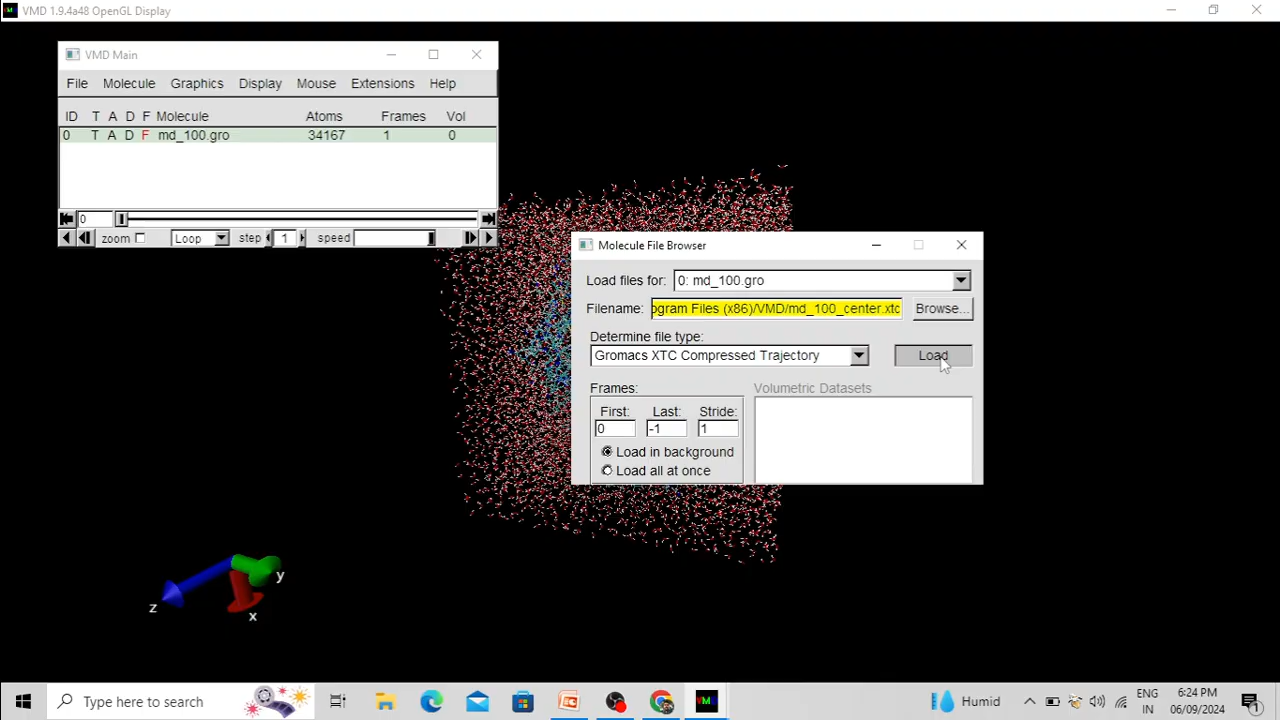 VMD 1.9.4a48 OpenGL Display
VMD Main
File Molecule Graphics Display Mouse Extensions Help
ID T A D F Molecule Atoms Frames Vol
0 T A D F md_100.gro 34167 1 0
0
zoom Loop step 1 speed
Molecule File Browser
Load files for: 0: md_100.gro
Filename: ogram Files (x86)/VMD/md_100_center.xtc Browse...
Determine file type:
Gromacs XTC Compressed Trajectory Load
Frames: Volumetric Datasets
First: Last: Stride:
0 -1 1
Load in background
Load all at once
y
z
x
Type here to search
Humid
ENG
IN
6:24 PM
06/09/2024
1